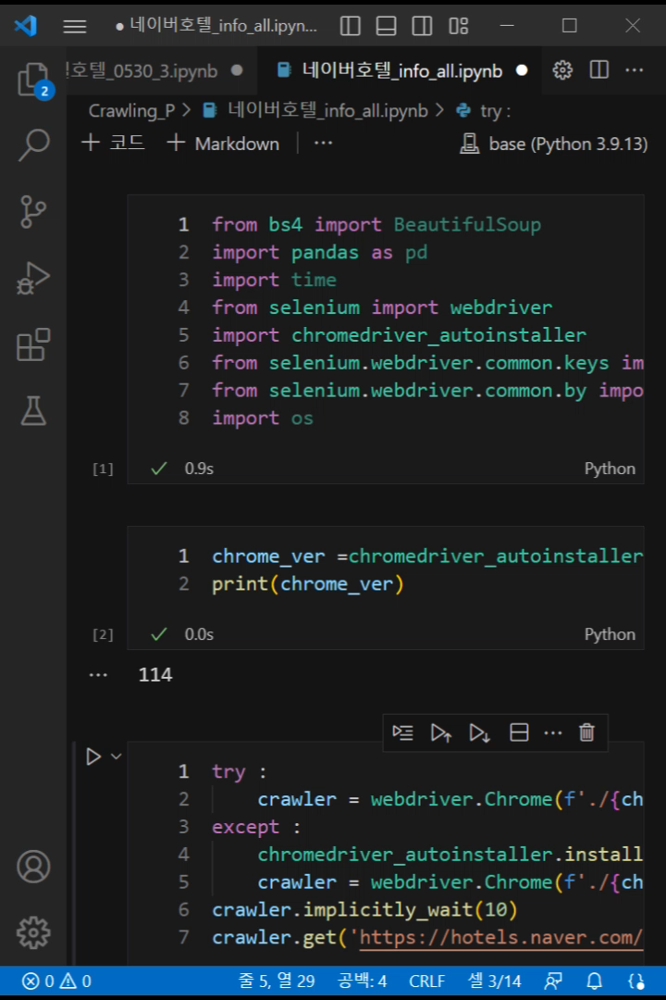 네이버호텔_info_all.ipyn...
호텔_0530_3.ipynb 네이버호텔_info_all.ipynb ...
2
Crawling_P > 네이버호텔_info_all.ipynb > try :
+ 코드 + Markdown ... base (Python 3.9.13)
1 from bs4 import BeautifulSoup
2 import pandas as pd
3 import time
4 from selenium import webdriver
5 import chromedriver_autoinstaller
6 from selenium.webdriver.common.keys im
7 from selenium.webdriver.common.by impo
8 import os
[1] 0.9s Python
1 chrome_ver =chromedriver_autoinstaller
2 print(chrome_ver)
[2] 0.0s Python
... 114
1 try :
2 crawler = webdriver.Chrome(f'./{ch
3 except :
4 chromedriver_autoinstaller.install
5 crawler = webdriver.Chrome(f'./{ch
6 crawler.implicitly_wait(10)
7 crawler.get('https://hotels.naver.com/
0 0 줄 5, 열 29 공백: 4 CRLF 셀 3/14